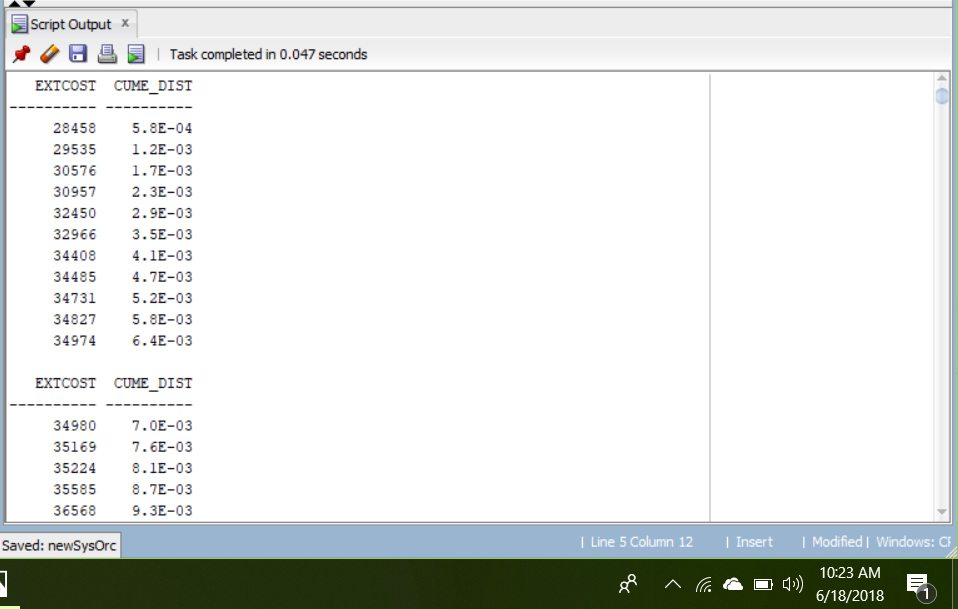 Script Output x
Task completed in 0.047 seconds
EXTCOST CUME_DIST
---------- ----------
28458 5.8E-04
29535 1.2E-03
30576 1.7E-03
30957 2.3E-03
32450 2.9E-03
32966 3.5E-03
34408 4.1E-03
34485 4.7E-03
34731 5.2E-03
34827 5.8E-03
34974 6.4E-03
EXTCOST CUME_DIST
---------- ----------
34980 7.0E-03
35169 7.6E-03
35224 8.1E-03
35585 8.7E-03
36568 9.3E-03
Saved: newSysOrc | Line 5 Column 12 | Insert | Modified | Windows: CF
10:23 AM
6/18/2018
1